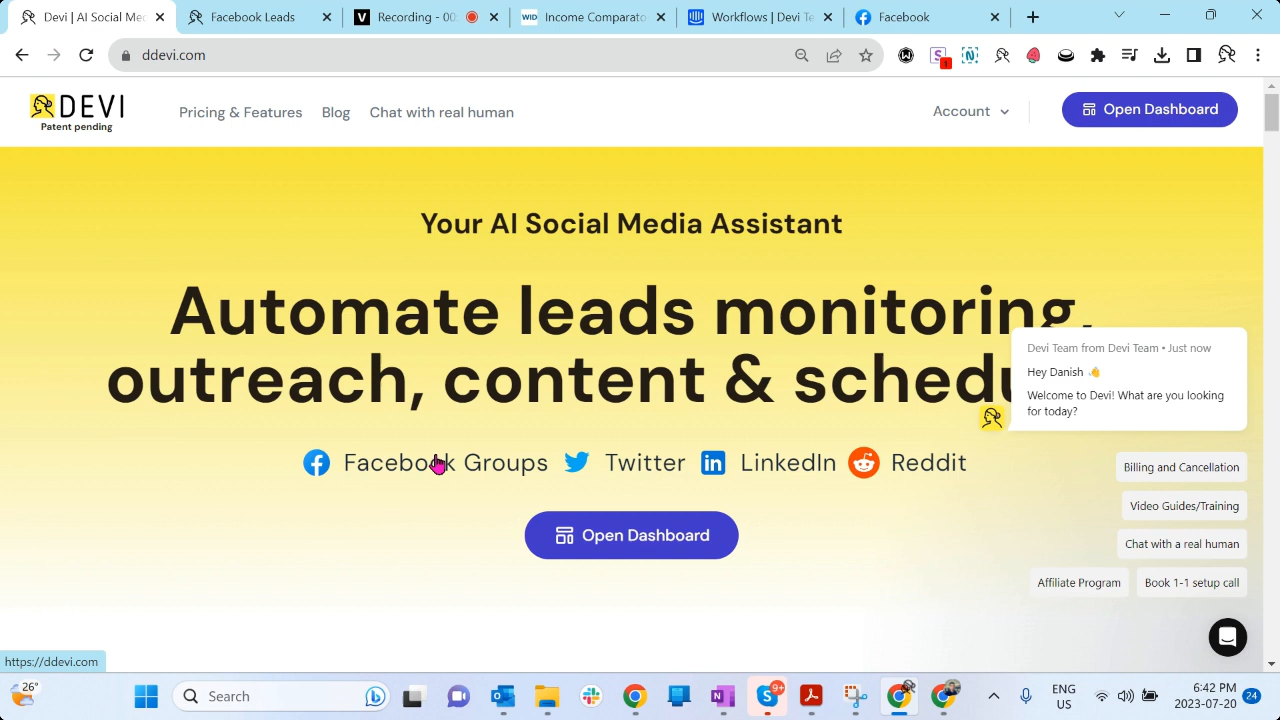 Devi | AI Social Med
Facebook Leads
Recording - 00:
Income Comparato
Workflows | Devi Te
Facebook
ddevi.com
1
DEVI
Patent pending
Pricing & Features
Blog
Chat with real human
Account
Open Dashboard
Your AI Social Media Assistant
Automate leads monitoring,
outreach, content & schedu
Facebook Groups
Twitter
LinkedIn
Reddit
Open Dashboard
Devi Team from Devi Team • Just now
Hey Danish 👋
Welcome to Devi! What are you looking
for today?
Billing and Cancellation
Video Guides/Training
Chat with a real human
Affiliate Program
Book 1-1 setup call
https://ddevi.com
26°
Search
9+
ENG
US
6:42 PM
2023-07-20
24